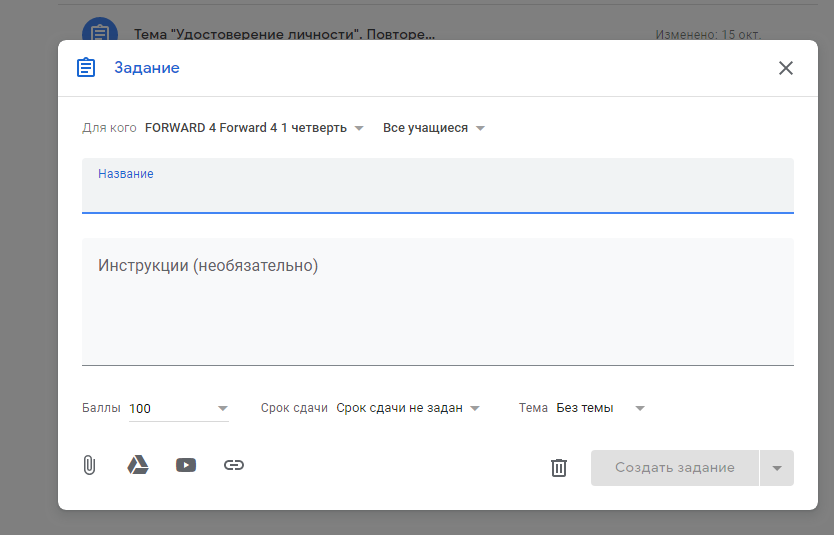 Тема "Удостоверение личности". Повторе...
Изменено: 15 окт.
Задание
Для кого FORWARD 4 Forward 4 1 четверть Все учащиеся
Название
Инструкции (необязательно)
Баллы 100 Срок сдачи Срок сдачи не задан Тема Без темы
Создать задание